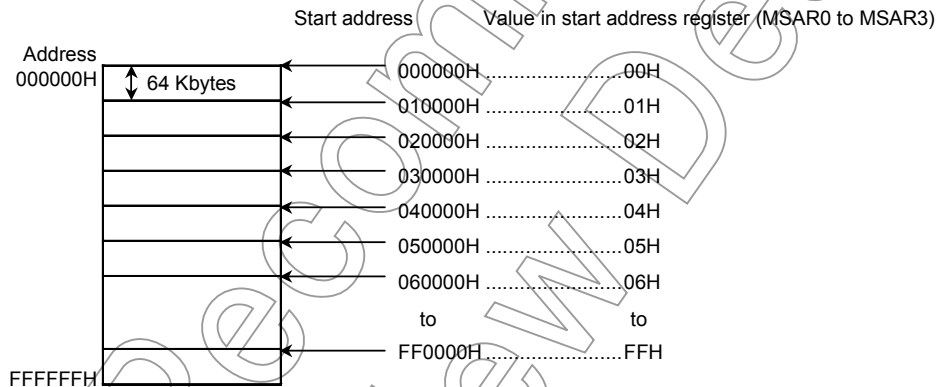 Start address Value in start address register (MSAR0 to MSAR3)
Address
000000H
64 Kbytes
000000H ........................00H
010000H ........................01H
020000H ........................02H
030000H ........................03H
040000H ........................04H
050000H ........................05H
060000H ........................06H
to to
FF0000H ........................FFH
FFFFFFH